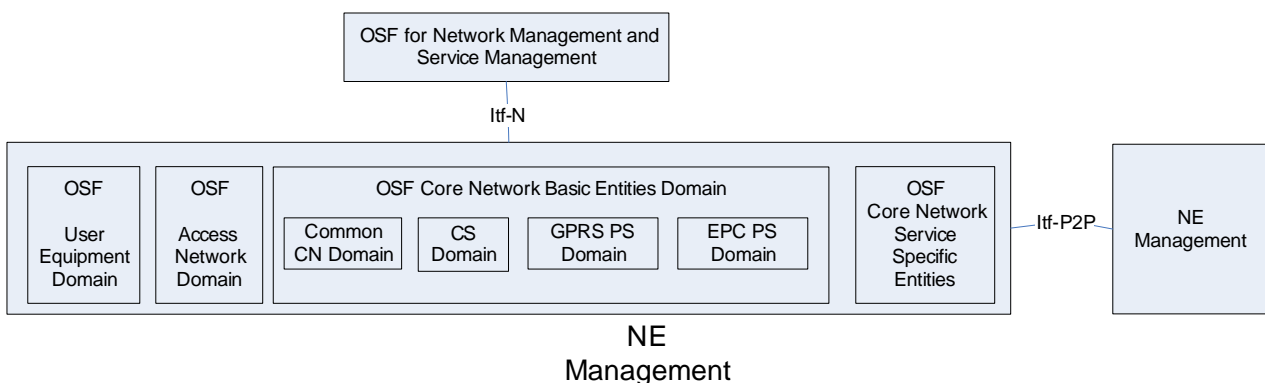 OSF for Network Management and
Service Management
Itf-N
OSF
User
Equipment
Domain
OSF
Access
Network
Domain
OSF Core Network Basic Entities Domain
Common
CN Domain
CS
Domain
GPRS PS
Domain
EPC PS
Domain
OSF
Core Network
Service
Specific
Entities
Itf-P2P
NE
Management
NE
Management